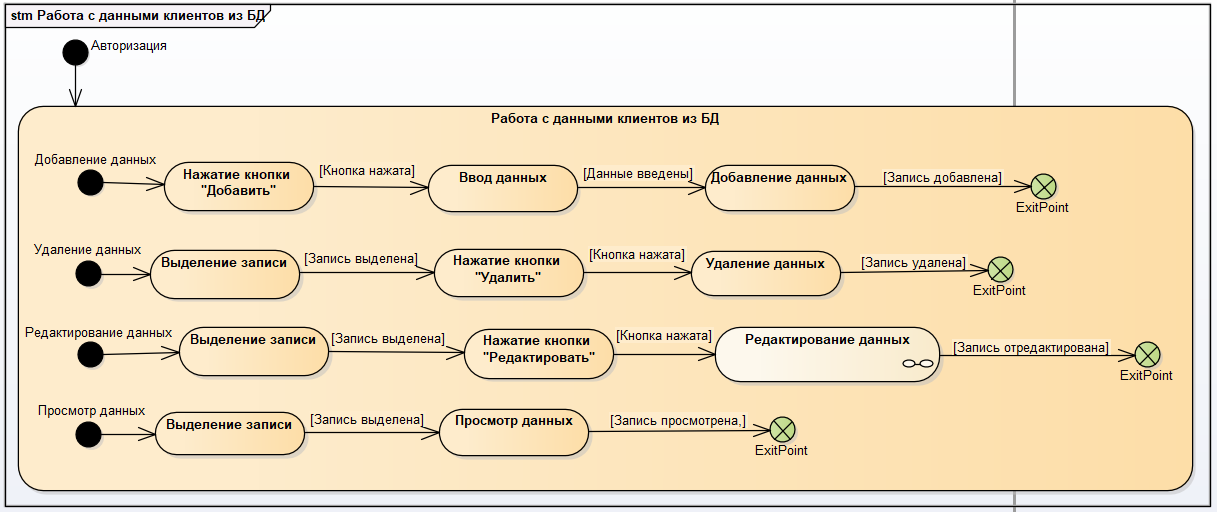 stm Работа с данными клиентов из БД
Авторизация
Работа с данными клиентов из БД
Добавление данных
Нажатие кнопки
"Добавить"
[Кнопка нажата]
Ввод данных
[Данные введены]
Добавление данных
[Запись добавлена]
ExitPoint
Удаление данных
Выделение записи
[Запись выделена]
Нажатие кнопки
"Удалить"
[Кнопка нажата]
Удаление данных
[Запись удалена]
ExitPoint
Редактирование данных
Выделение записи
[Запись выделена]
Нажатие кнопки
"Редактировать"
[Кнопка нажата]
Редактирование данных
[Запись отредактирована]
ExitPoint
Просмотр данных
Выделение записи
[Запись выделена]
Просмотр данных
[Запись просмотрена,]
ExitPoint